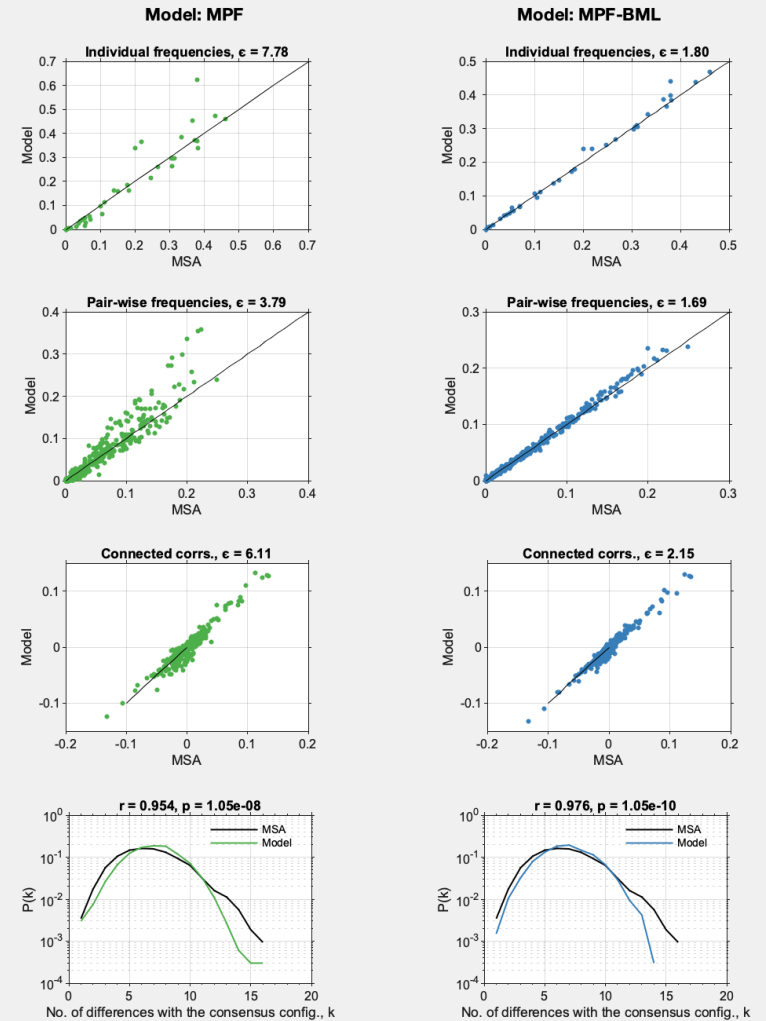 Model: MPF
Model: MPF-BML
Individual frequencies, ϵ = 7.78
0.7
0.6
0.5
0.4
0.3
0.2
0.1
0
Model
0 0.1 0.2 0.3 0.4 0.5 0.6 0.7
MSA
Individual frequencies, ϵ = 1.80
0.5
0.4
0.3
0.2
0.1
0
Model
0 0.1 0.2 0.3 0.4 0.5
MSA
Pair-wise frequencies, ϵ = 3.79
0.4
0.3
0.2
0.1
0
Model
0 0.1 0.2 0.3 0.4
MSA
Pair-wise frequencies, ϵ = 1.69
0.3
0.2
0.1
0
Model
0 0.1 0.2 0.3
MSA
Connected corrs., ϵ = 6.11
0.1
0
-0.1
Model
-0.2 -0.1 0 0.1 0.2
MSA
Connected corrs., ϵ = 2.15
0.1
0
-0.1
Model
-0.2 -0.1 0 0.1 0.2
MSA
r = 0.954, p = 1.05e-08
10⁰
10⁻¹
10⁻²
10⁻³
10⁻⁴
P(k)
MSA
Model
0 5 10 15 20
No. of differences with the consensus config., k
r = 0.976, p = 1.05e-10
10⁰
10⁻¹
10⁻²
10⁻³
10⁻⁴
P(k)
MSA
Model
0 5 10 15 20
No. of differences with the consensus config., k